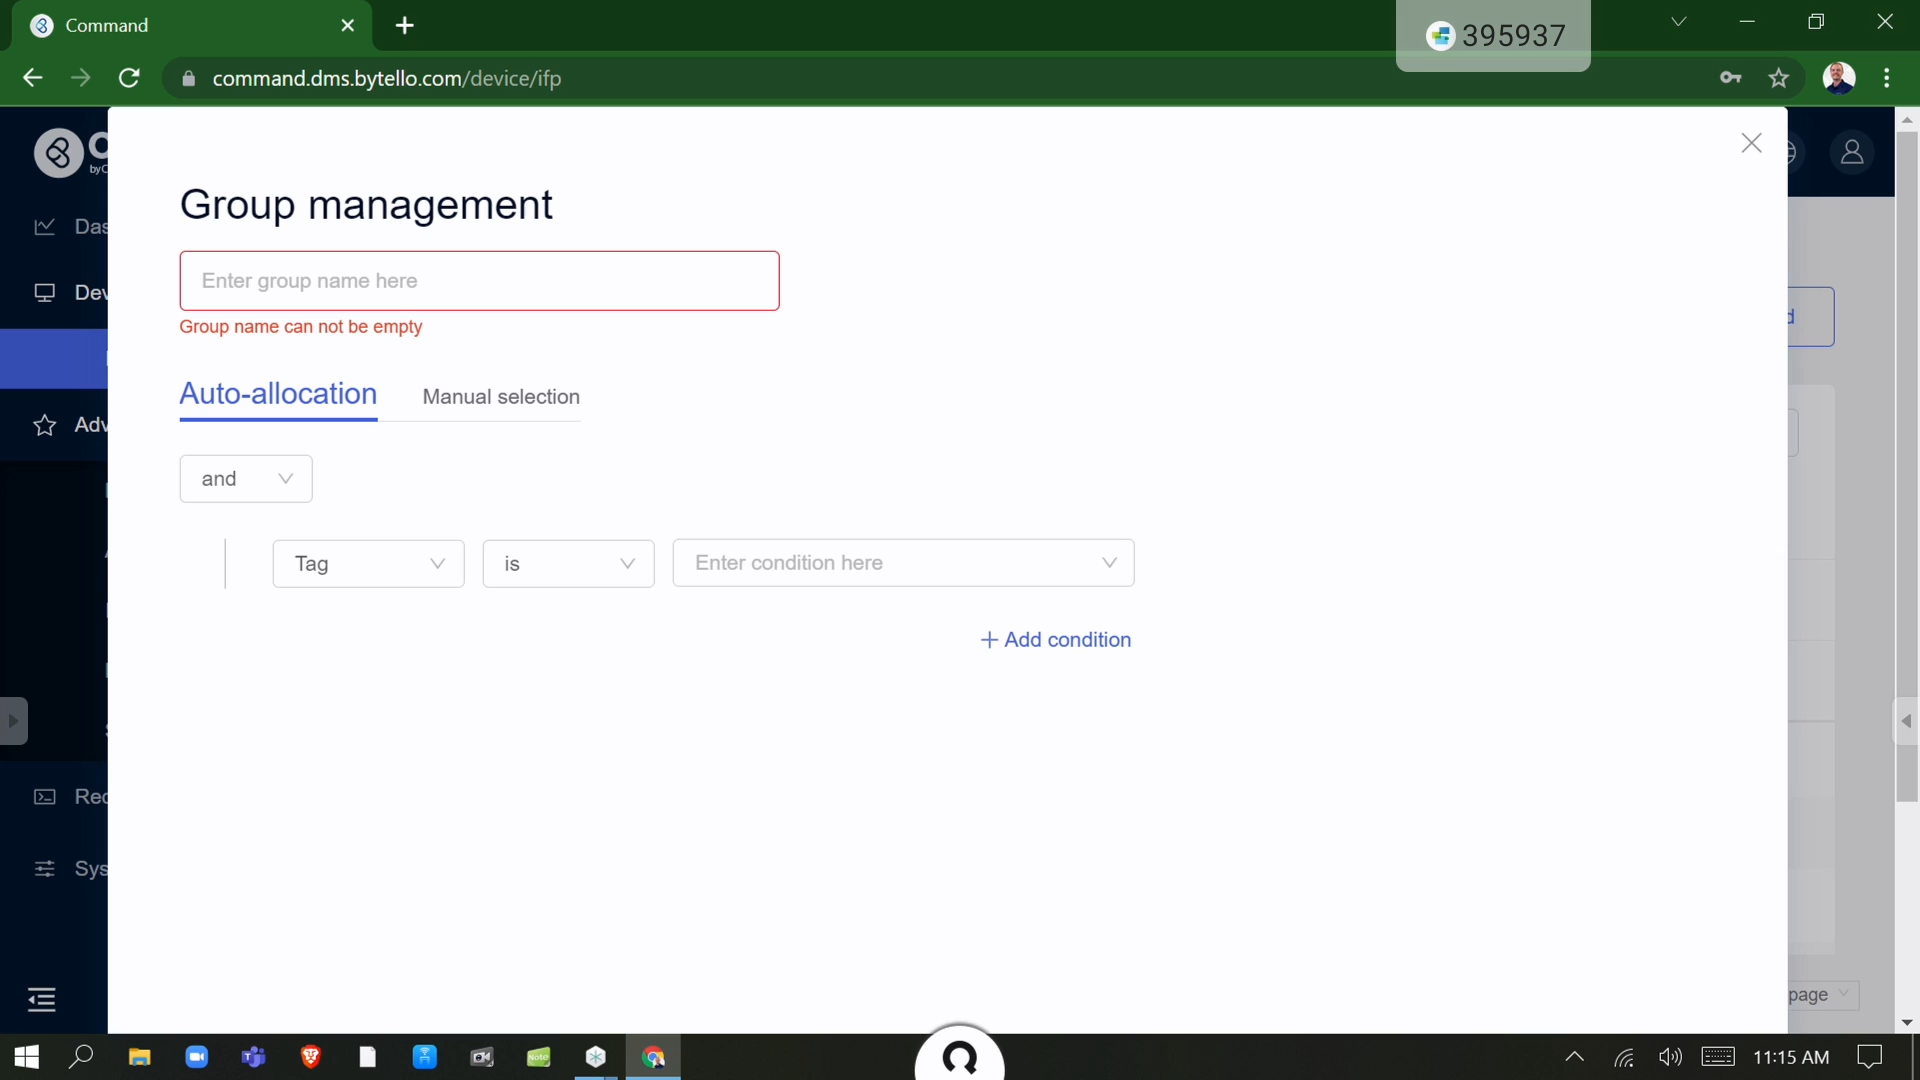 Command
395937
command.dms.bytello.com/device/ifp
Group management
Enter group name here
Group name can not be empty
Auto-allocation Manual selection
and
Tag is Enter condition here
+ Add condition
page
11:15 AM